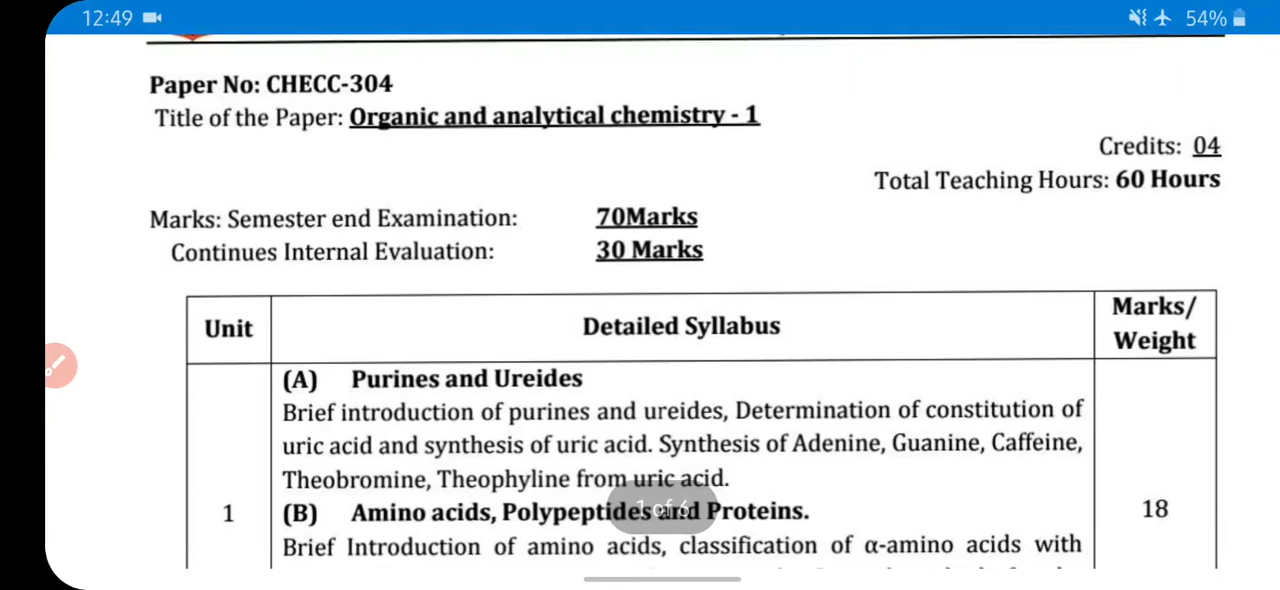 12:49
54%
Paper No: CHECC-304
Title of the Paper: Organic and analytical chemistry - 1
Credits: 04
Total Teaching Hours: 60 Hours
Marks: Semester end Examination: 70Marks
Continues Internal Evaluation: 30 Marks
Unit
Detailed Syllabus
Marks/
Weight
1
(A) Purines and Ureides
Brief introduction of purines and ureides, Determination of constitution of
uric acid and synthesis of uric acid. Synthesis of Adenine, Guanine, Caffeine,
Theobromine, Theophyline from uric acid.
(B) Amino acids, Polypeptides and Proteins.
Brief Introduction of amino acids, classification of α-amino acids with
18
1 of 6